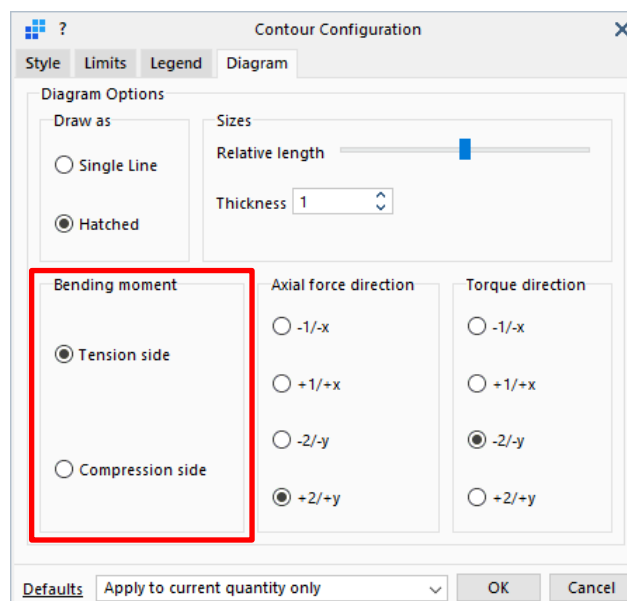 ? Contour Configuration
Style Limits Legend Diagram
Diagram Options
Draw as
Single Line
Hatched
Sizes
Relative length
Thickness 1
Bending moment
Tension side
Compression side
Axial force direction
-1/-x
+1/+x
-2/-y
+2/+y
Torque direction
-1/-x
+1/+x
-2/-y
+2/+y
Defaults Apply to current quantity only OK Cancel